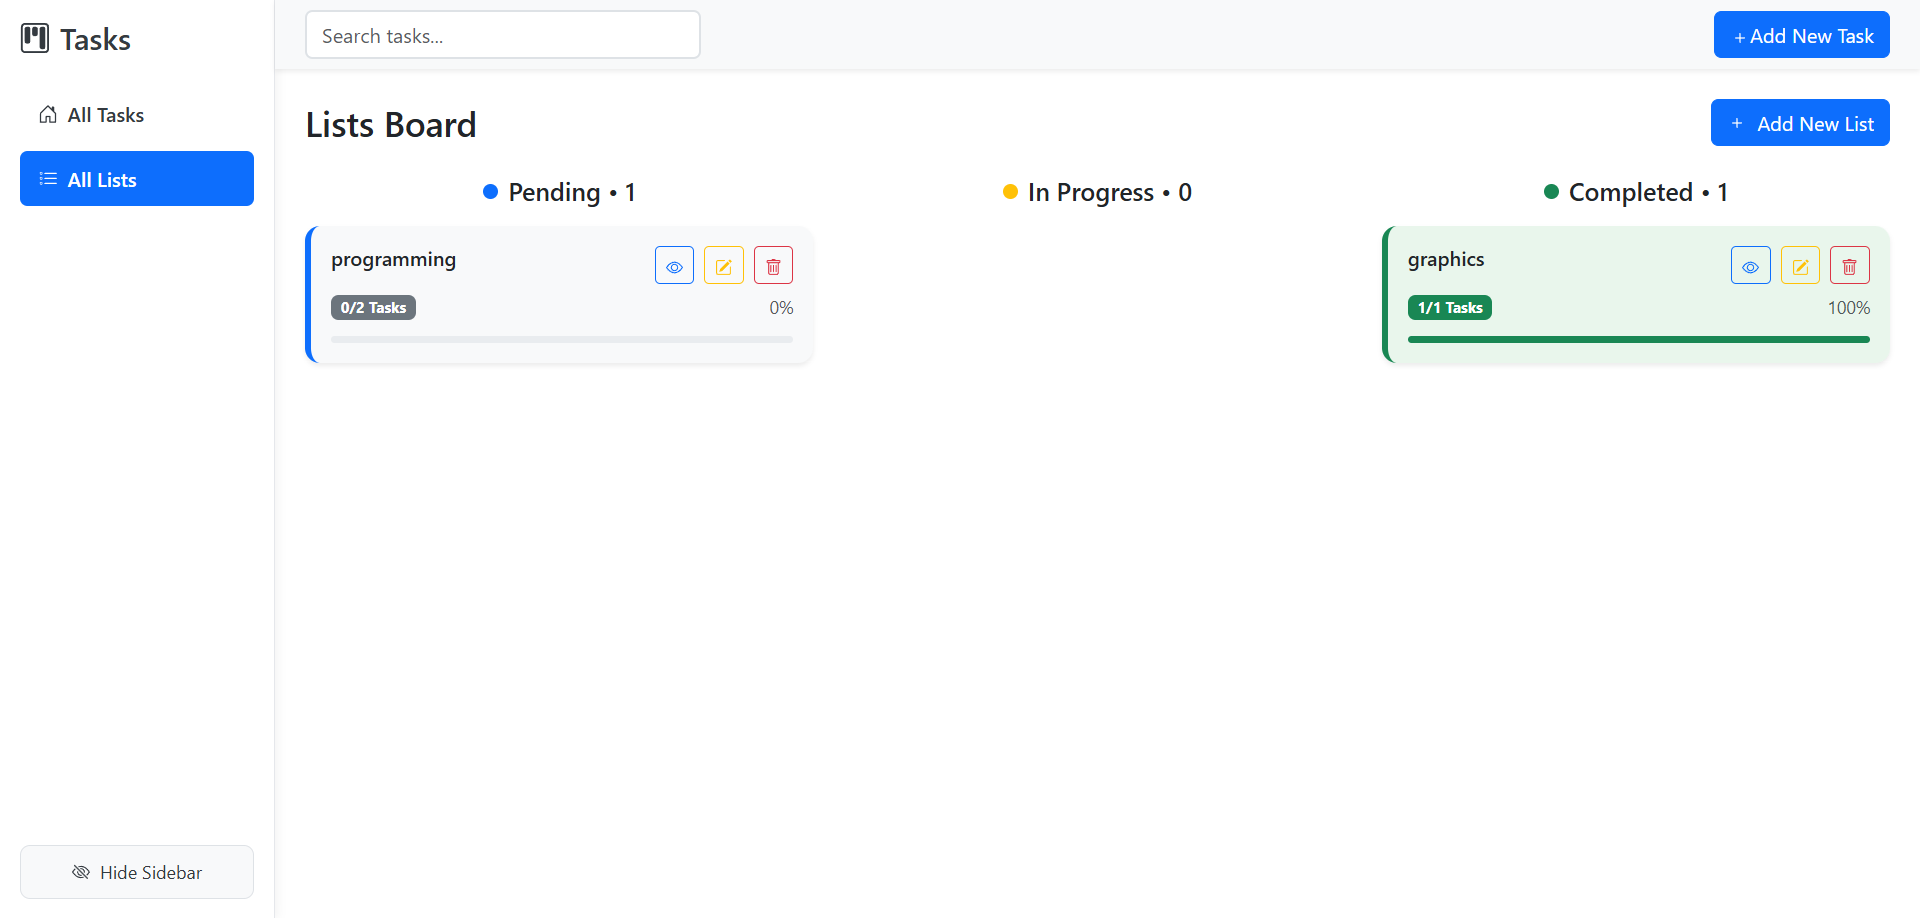 Tasks
All Tasks
All Lists
Hide Sidebar
Search tasks...
+ Add New Task
Lists Board
+ Add New List
Pending • 1
programming
0/2 Tasks 0%
In Progress • 0
Completed • 1
graphics
1/1 Tasks 100%